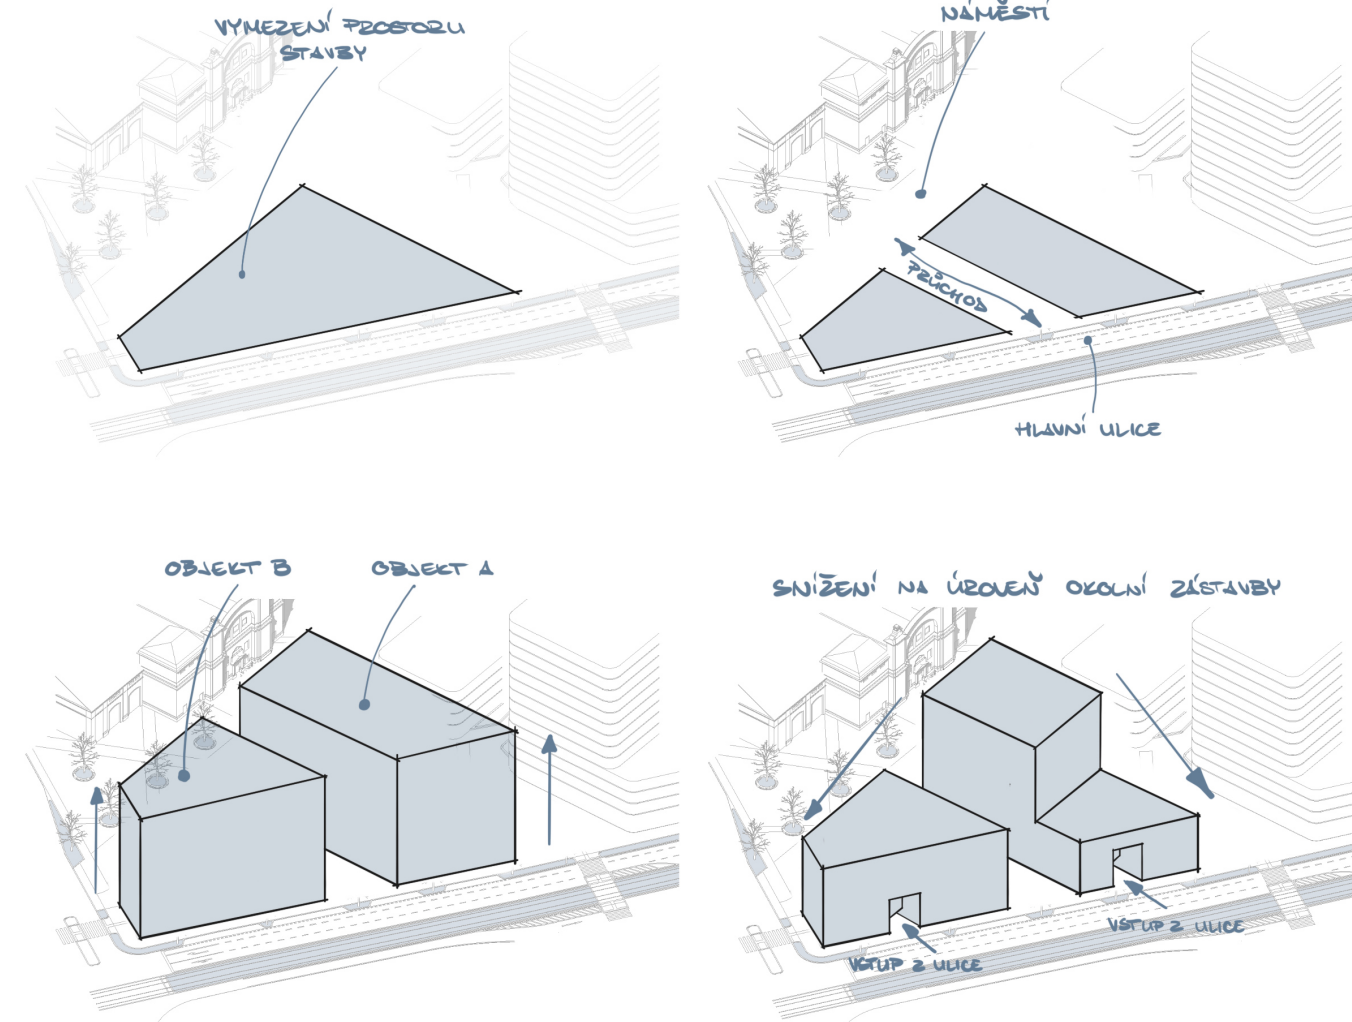 VYMEZENÍ PROSTORU
STAVBY
NÁMĚSTÍ
PRŮCHOD
HLAVNÍ ULICE
OBJEKT B
OBJEKT A
SNÍŽENÍ NA ÚROVEŇ OKOLNÍ ZÁSTAVBY
VSTUP Z ULICE
VSTUP Z ULICE